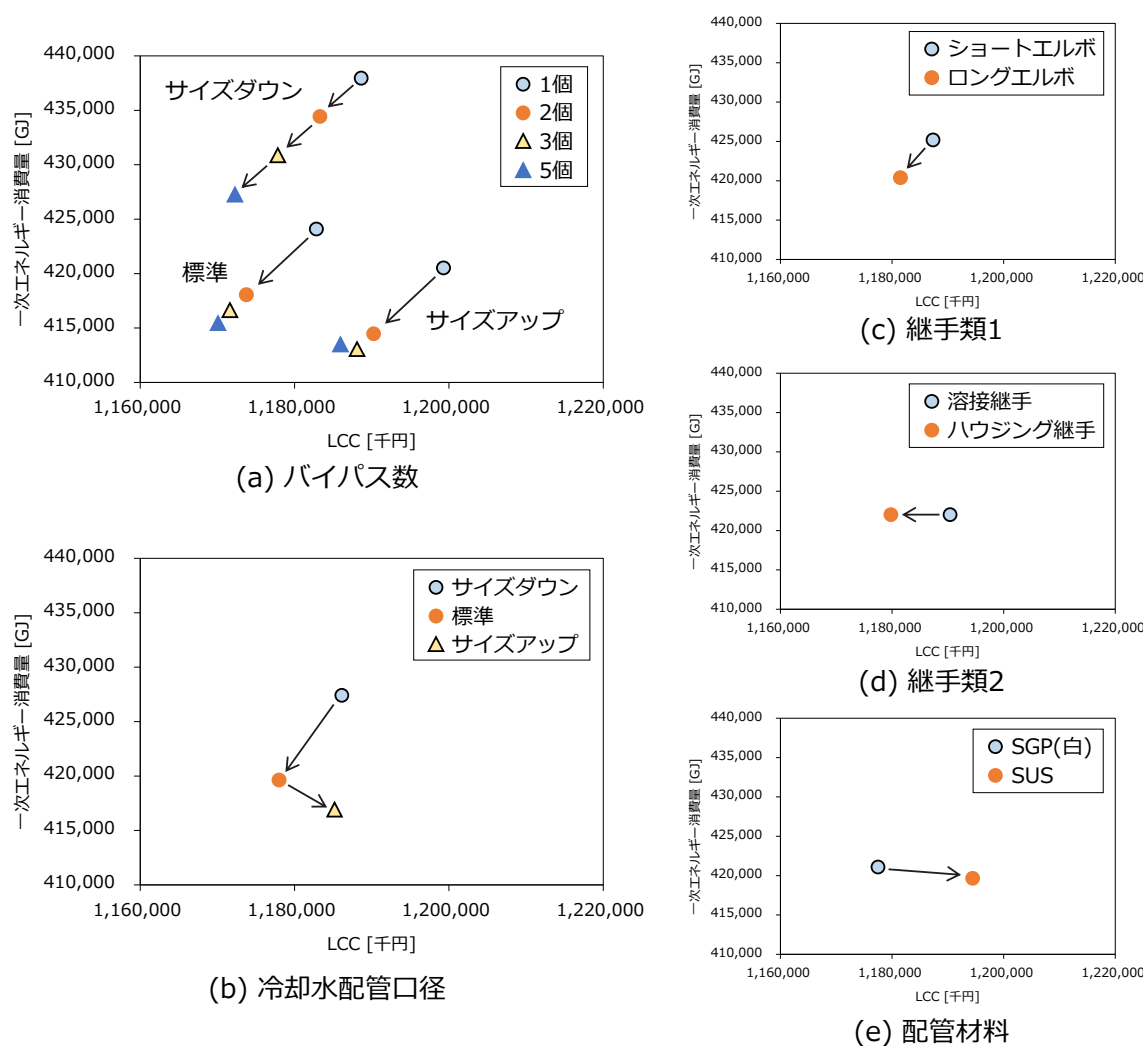 440,000
435,000
430,000
425,000
420,000
415,000
410,000
一次エネルギー消費量 [GJ]
サイズダウン
標準
サイズアップ
1個
2個
3個
5個
1,160,000 1,180,000 1,200,000 1,220,000
LCC [千円]
(a) バイパス数
440,000
435,000
430,000
425,000
420,000
415,000
410,000
一次エネルギー消費量 [GJ]
サイズダウン
標準
サイズアップ
1,160,000 1,180,000 1,200,000 1,220,000
LCC [千円]
(b) 冷却水配管口径
440,000
435,000
430,000
425,000
420,000
415,000
410,000
一次エネルギー消費量 [GJ]
ショートエルボ
ロングエルボ
1,160,000 1,180,000 1,200,000 1,220,000
LCC [千円]
(c) 継手類1
440,000
435,000
430,000
425,000
420,000
415,000
410,000
一次エネルギー消費量 [GJ]
溶接継手
ハウジング継手
1,160,000 1,180,000 1,200,000 1,220,000
LCC [千円]
(d) 継手類2
440,000
435,000
430,000
425,000
420,000
415,000
410,000
一次エネルギー消費量 [GJ]
SGP(白)
SUS
1,160,000 1,180,000 1,200,000 1,220,000
LCC [千円]
(e) 配管材料